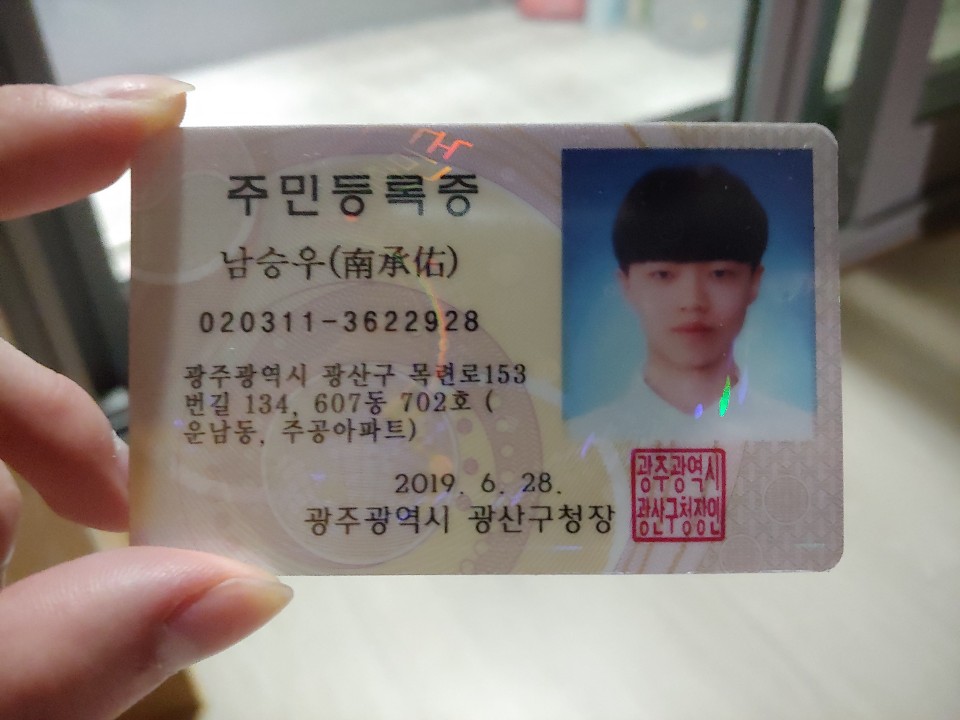 주민등록증
남승우(南承佑)
020311-3622928
광주광역시 광산구 목련로153
번길 134, 607동 702호 (
운남동, 주공아파트)
2019. 6. 28.
광주광역시 광산구청장
광주광역시
광산구청장인